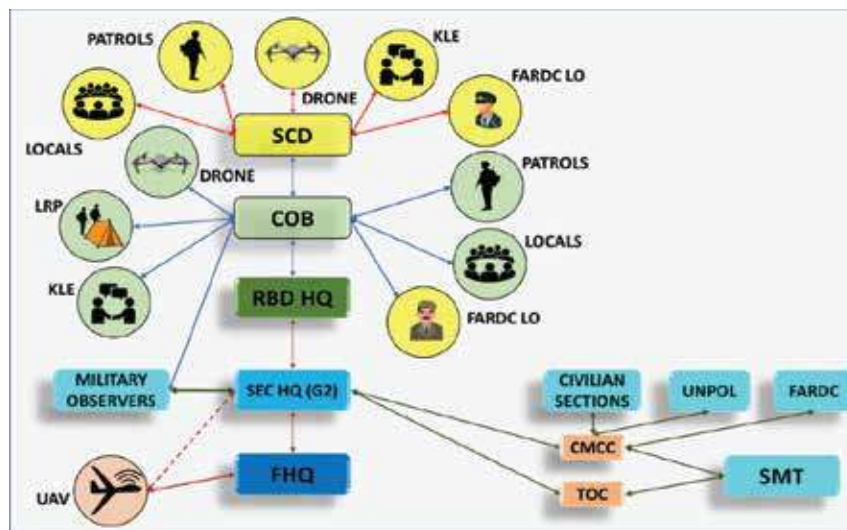 PATROLS
KLE
DRONE
FARDC LO
SCD
LOCALS
DRONE
PATROLS
LRP
COB
LOCALS
KLE
RBD HQ
FARDC LO
MILITARY
OBSERVERS
SEC HQ (G2)
CIVILIAN
SECTIONS
UNPOL
FARDC
CMCC
FHQ
SMT
UAV
TOC